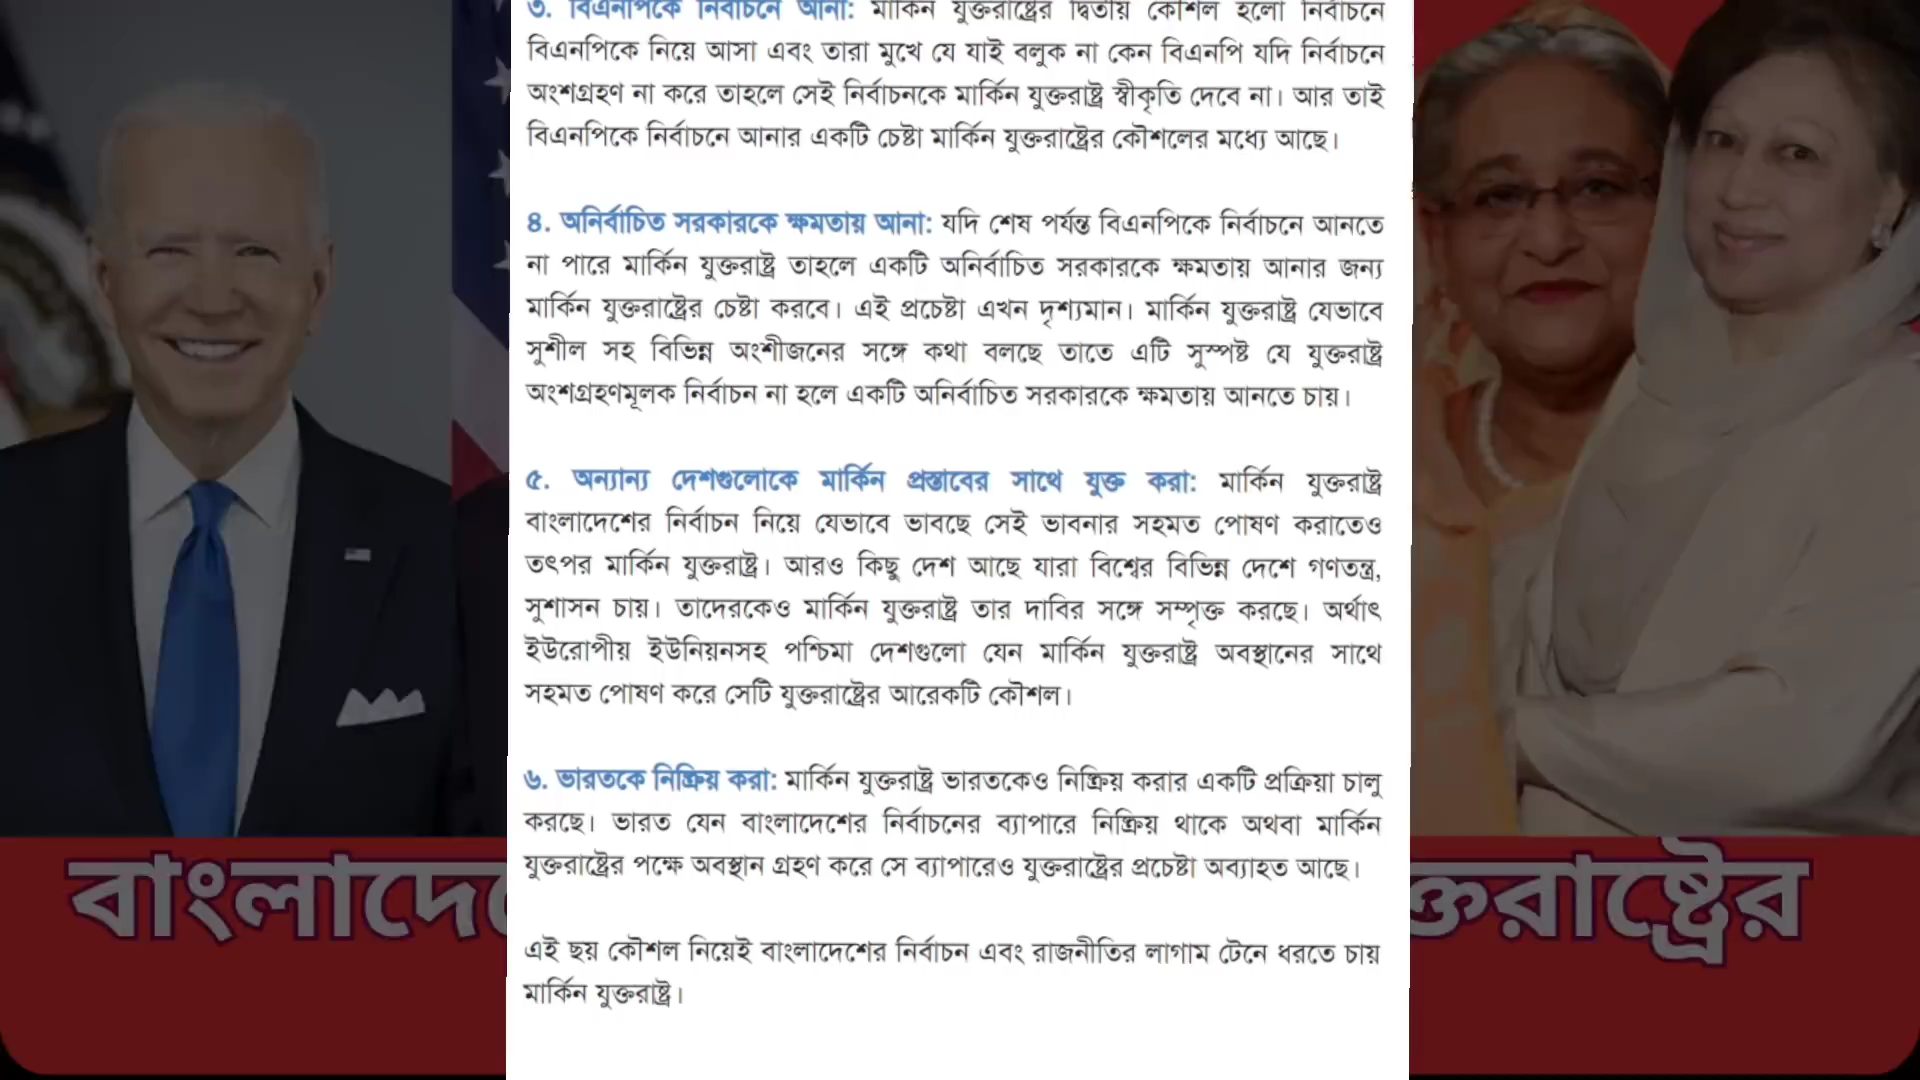 ৩. বিএনপিকে নির্বাচনে আনা: মার্কিন যুক্তরাষ্ট্রের দ্বিতীয় কৌশল হলো নির্বাচনে
বিএনপিকে নিয়ে আসা এবং তারা মুখে যে যাই বলুক না কেন বিএনপি যদি নির্বাচনে
অংশগ্রহণ না করে তাহলে সেই নির্বাচনকে মার্কিন যুক্তরাষ্ট্র স্বীকৃতি দেবে না। আর তাই
বিএনপিকে নির্বাচনে আনার একটি চেষ্টা মার্কিন যুক্তরাষ্ট্রের কৌশলের মধ্যে আছে।
৪. অনির্বাচিত সরকারকে ক্ষমতায় আনা: যদি শেষ পর্যন্ত বিএনপিকে নির্বাচনে আনতে
না পারে মার্কিন যুক্তরাষ্ট্র তাহলে একটি অনির্বাচিত সরকারকে ক্ষমতায় আনার জন্য
মার্কিন যুক্তরাষ্ট্রের চেষ্টা করবে। এই প্রচেষ্টা এখন দৃশ্যমান। মার্কিন যুক্তরাষ্ট্র যেভাবে
সুশীল সহ বিভিন্ন অংশীজনের সঙ্গে কথা বলছে তাতে এটি সুস্পষ্ট যে যুক্তরাষ্ট্র
অংশগ্রহণমূলক নির্বাচন না হলে একটি অনির্বাচিত সরকারকে ক্ষমতায় আনতে চায়।
৫. অন্যান্য দেশগুলোকে মার্কিন প্রস্তাবের সাথে যুক্ত করা: মার্কিন যুক্তরাষ্ট্র
বাংলাদেশের নির্বাচন নিয়ে যেভাবে ভাবছে সেই ভাবনার সহমত পোষণ করাতেও
তৎপর মার্কিন যুক্তরাষ্ট্র। আরও কিছু দেশ আছে যারা বিশ্বের বিভিন্ন দেশে গণতন্ত্র,
সুশাসন চায়। তাদেরকেও মার্কিন যুক্তরাষ্ট্র তার দাবির সঙ্গে সম্পৃক্ত করছে। অর্থাৎ
ইউরোপীয় ইউনিয়নসহ পশ্চিমা দেশগুলো যেন মার্কিন যুক্তরাষ্ট্র অবস্থানের সাথে
সহমত পোষণ করে সেটি যুক্তরাষ্ট্রের আরেকটি কৌশল।
৬. ভারতকে নিষ্ক্রিয় করা: মার্কিন যুক্তরাষ্ট্র ভারতকেও নিষ্ক্রিয় করার একটি প্রক্রিয়া চালু
করছে। ভারত যেন বাংলাদেশের নির্বাচনের ব্যাপারে নিষ্ক্রিয় থাকে অথবা মার্কিন
যুক্তরাষ্ট্রের পক্ষে অবস্থান গ্রহণ করে সে ব্যাপারেও যুক্তরাষ্ট্রের প্রচেষ্টা অব্যাহত আছে।
এই ছয় কৌশল নিয়েই বাংলাদেশের নির্বাচন এবং রাজনীতির লাগাম টেনে ধরতে চায়
মার্কিন যুক্তরাষ্ট্র।
বাংলাদে ক্তরাষ্ট্রের